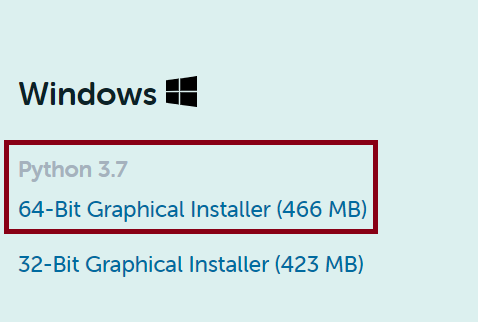 Windows
Python 3.7
64-Bit Graphical Installer (466 MB)
32-Bit Graphical Installer (423 MB)